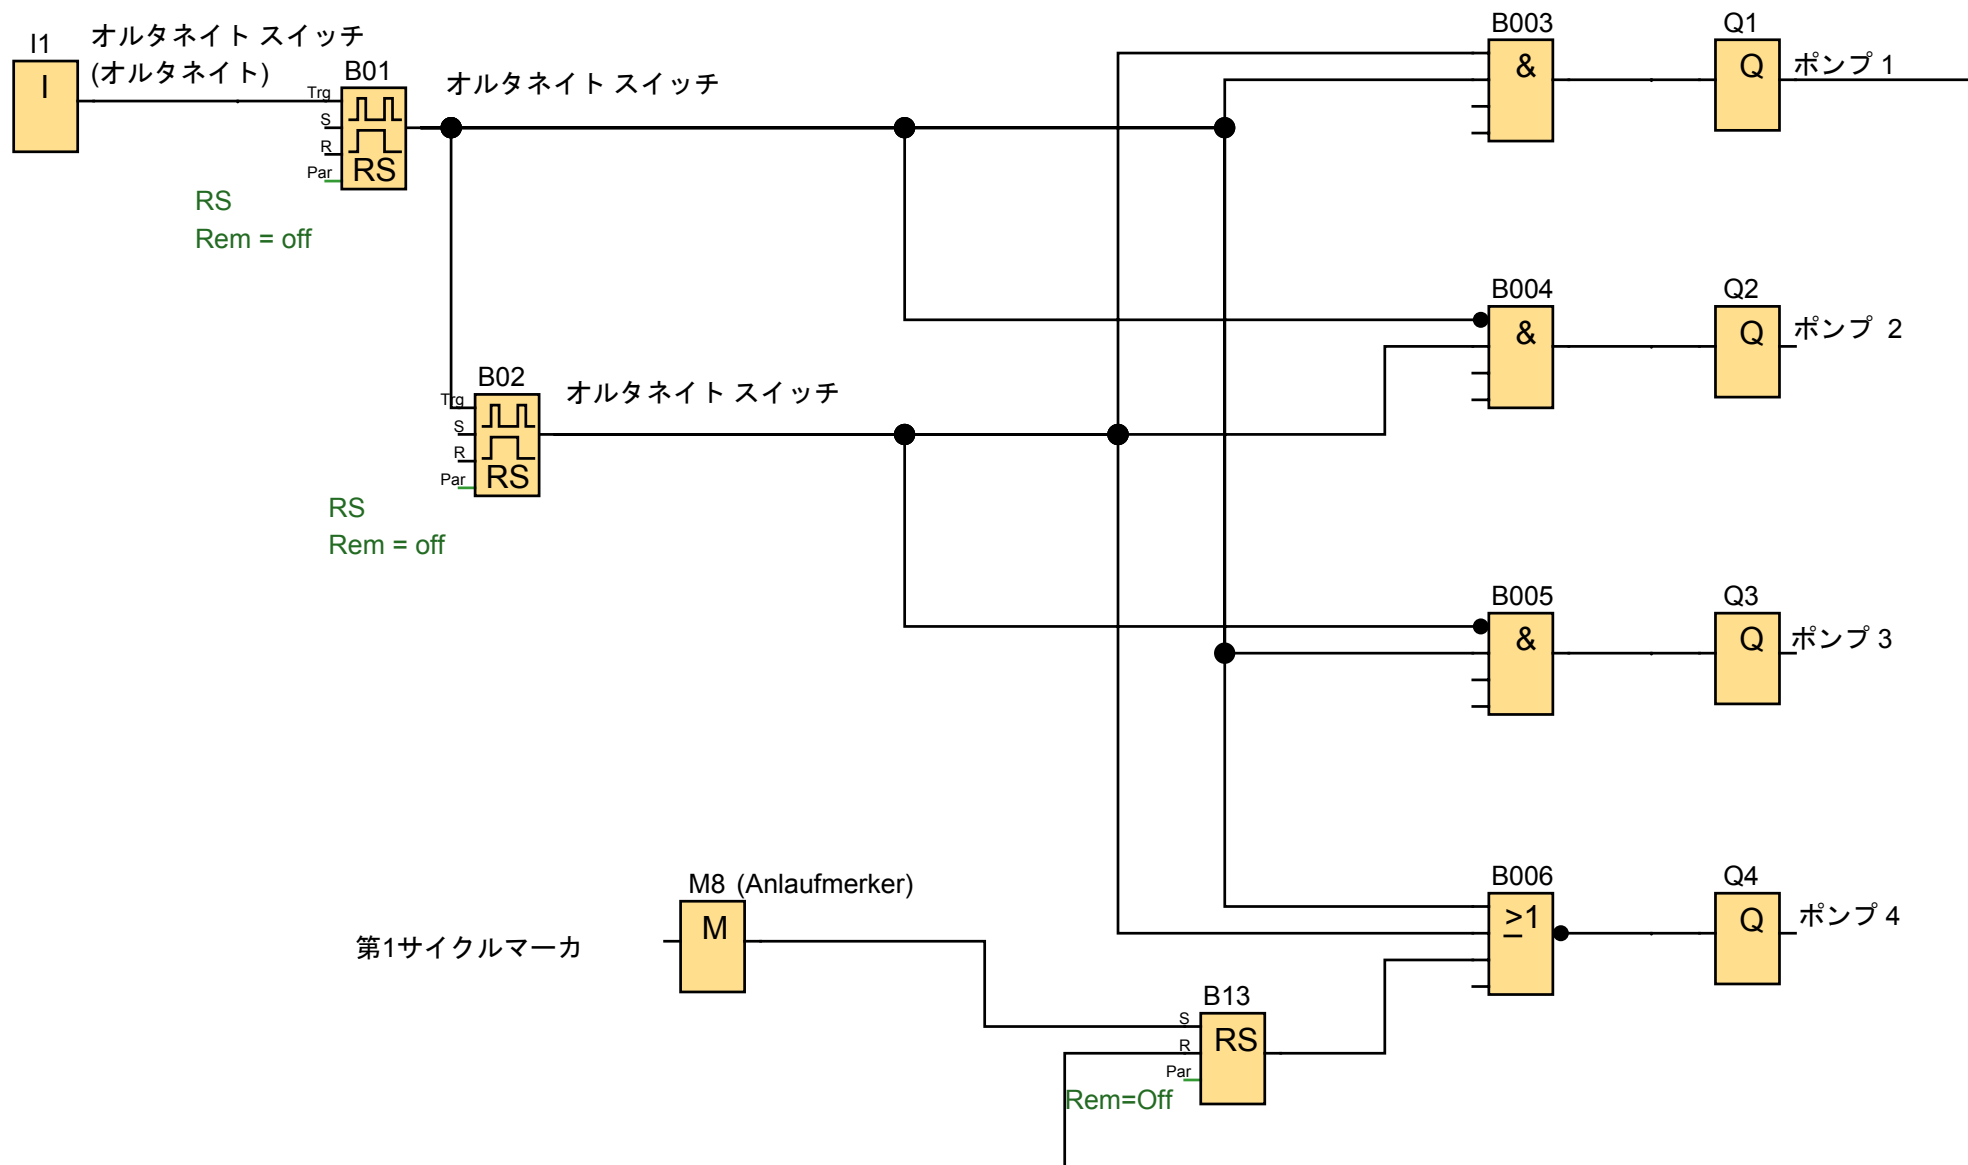 I1
オルタネイト スイッチ
(オルタネイト)
I
B01
Trg
S
R
Par
RS
RS
Rem = off
オルタネイト スイッチ
B003
&
Q1
Q
ポンプ 1
B004
&
Q2
Q
ポンプ 2
B02
Trg
S
R
Par
RS
オルタネイト スイッチ
RS
Rem = off
B005
&
Q3
Q
ポンプ 3
M8 (Anlaufmerker)
M
第1サイクルマーカ
B006
≥1
Q4
Q
ポンプ 4
B13
S
R
Par
RS
Rem=Off